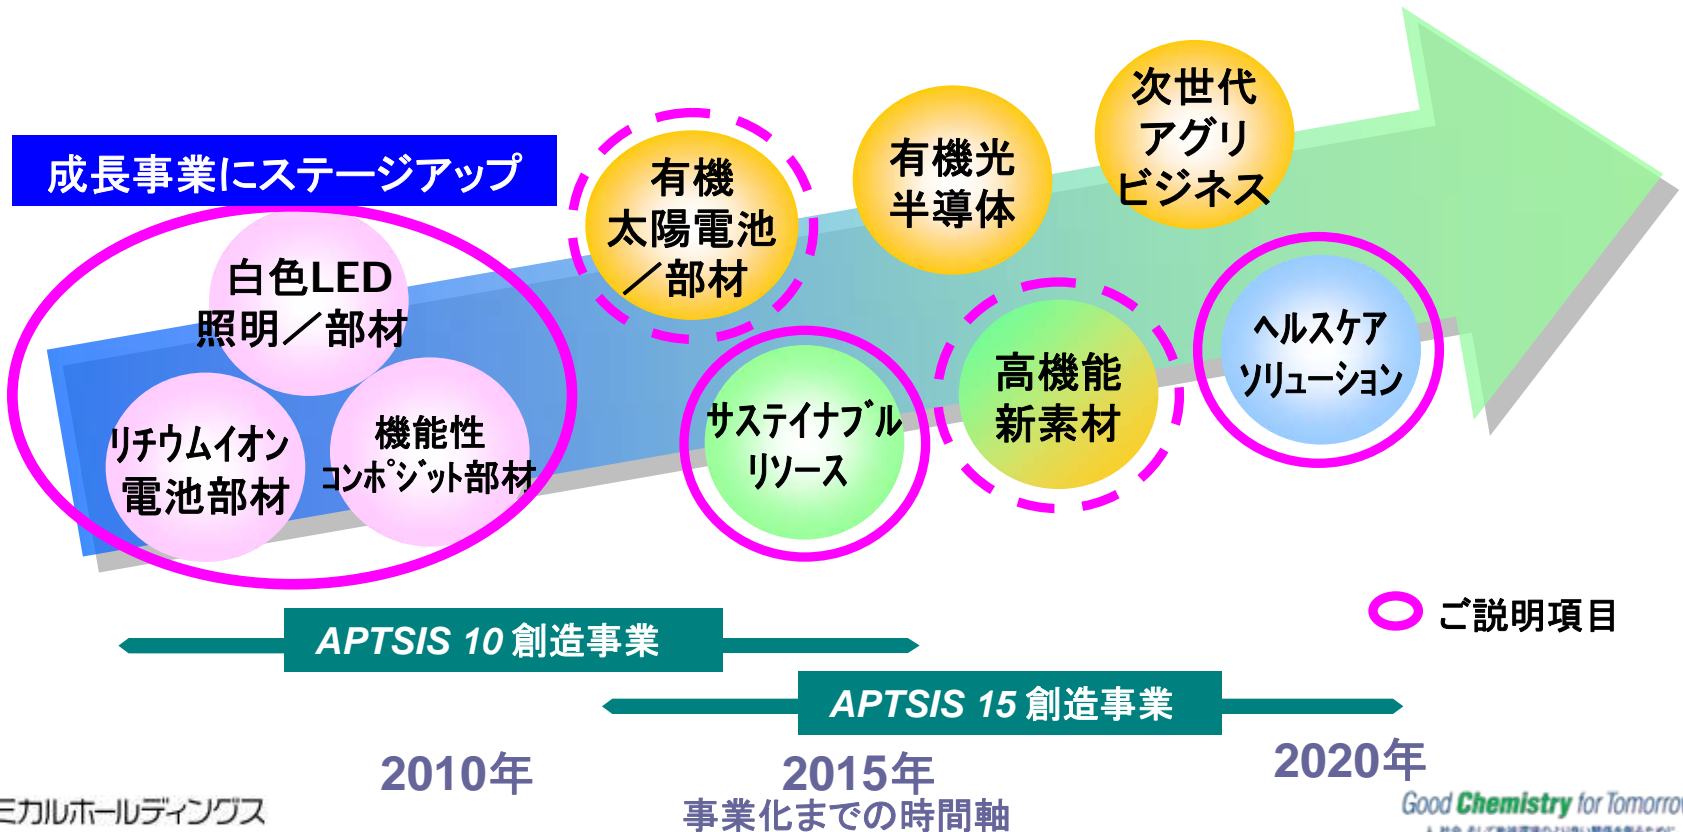 成長事業にステージアップ
白色LED
照明／部材
リチウムイオン
電池部材
機能性
コンポジット部材
有機
太陽電池
／部材
サステイナブル
リソース
有機光
半導体
高機能
新素材
次世代
アグリ
ビジネス
ヘルスケア
ソリューション
ご説明項目
APTSIS 10 創造事業
APTSIS 15 創造事業
2010年
2015年
2020年
事業化までの時間軸
ミカルホールディングス
Good Chemistry for Tomorrow